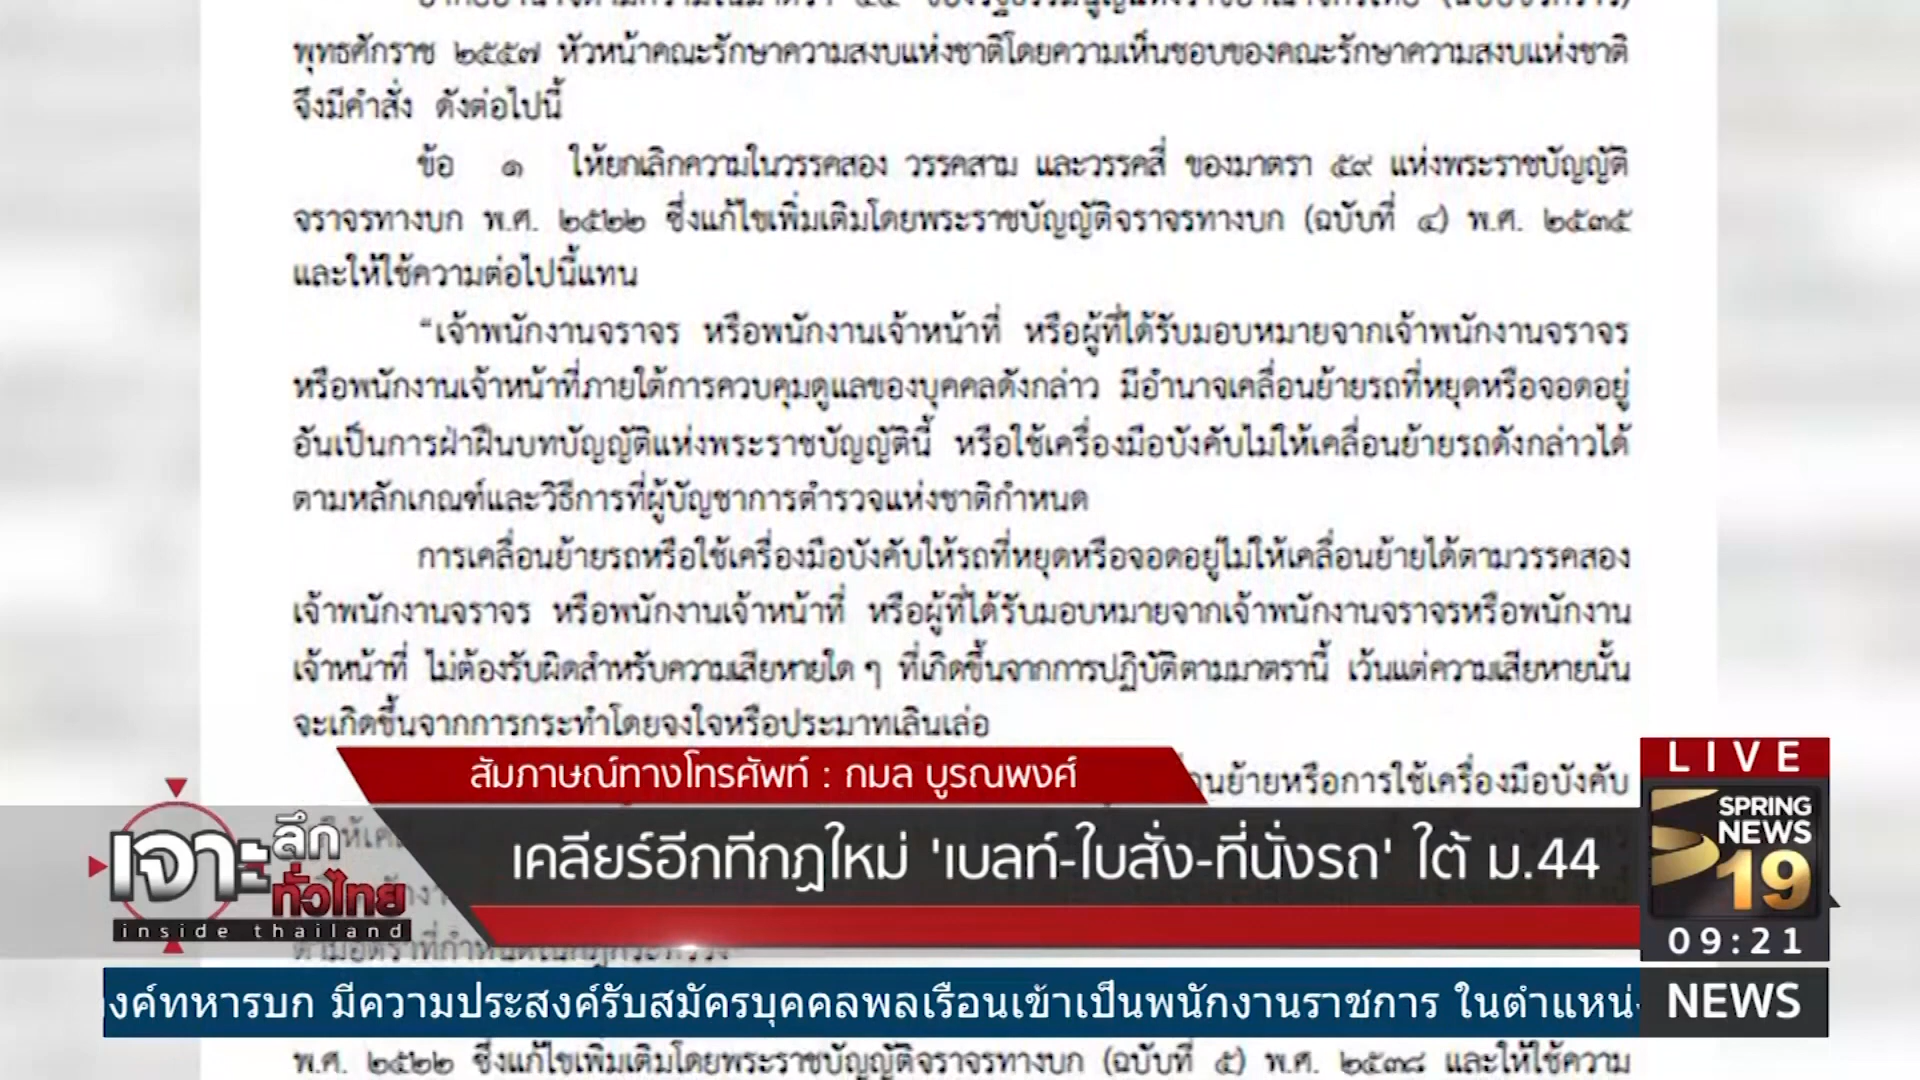 พุทธศักราช ๒๕๕๗ หัวหน้าคณะรักษาความสงบแห่งชาติโดยความเห็นชอบของคณะรักษาความสงบแห่งชาติ
จึงมีคำสั่ง ดังต่อไปนี้
ข้อ ๑ ให้ยกเลิกความในวรรคสอง วรรคสาม และวรรคสี่ ของมาตรา ๕๙ แห่งพระราชบัญญัติ
จราจรทางบก พ.ศ. ๒๕๒๒ ซึ่งแก้ไขเพิ่มเติมโดยพระราชบัญญัติจราจรทางบก (ฉบับที่ ๔) พ.ศ. ๒๕๓๕
และให้ใช้ความต่อไปนี้แทน
“เจ้าพนักงานจราจร หรือพนักงานเจ้าหน้าที่ หรือผู้ที่ได้รับมอบหมายจากเจ้าพนักงานจราจร
หรือพนักงานเจ้าหน้าที่ภายใต้การควบคุมดูแลของบุคคลดังกล่าว มีอำนาจเคลื่อนย้ายรถที่หยุดหรือจอดอยู่
อันเป็นการฝ่าฝืนบทบัญญัติแห่งพระราชบัญญัตินี้ หรือใช้เครื่องมือบังคับไม่ให้เคลื่อนย้ายรถดังกล่าวได้
ตามหลักเกณฑ์และวิธีการที่ผู้บัญชาการตำรวจแห่งชาติกำหนด
การเคลื่อนย้ายรถหรือใช้เครื่องมือบังคับให้รถที่หยุดหรือจอดอยู่ไม่ให้เคลื่อนย้ายได้ตามวรรคสอง
เจ้าพนักงานจราจร หรือพนักงานเจ้าหน้าที่ หรือผู้ที่ได้รับมอบหมายจากเจ้าพนักงานจราจรหรือพนักงาน
เจ้าหน้าที่ ไม่ต้องรับผิดสำหรับความเสียหายใด ๆ ที่เกิดขึ้นจากการปฏิบัติตามมาตรานี้ เว้นแต่ความเสียหายนั้น
จะเกิดขึ้นจากการกระทำโดยจงใจหรือประมาทเลินเล่อ
สัมภาษณ์ทางโทรศัพท์ : กมล บูรณพงศ์
นย้ายหรือการใช้เครื่องมือบังคับ
LIVE
เจาะลึกทั่วไทย
inside thailand
เคลียร์อีกทีกฎใหม่ 'เบลท์-ใบสั่ง-ที่นั่งรถ' ใต้ ม.44
SPRING
NEWS
19
09:21
งค์ทหารบก มีความประสงค์รับสมัครบุคคลพลเรือนเข้าเป็นพนักงานราชการ ในตำแหน่ง
NEWS
พ.ศ. ๒๕๒๒ ซึ่งแก้ไขเพิ่มเติมโดยพระราชบัญญัติจราจรทางบก (ฉบับที่ ๕) พ.ศ. ๒๕๓๘ และให้ใช้ความ